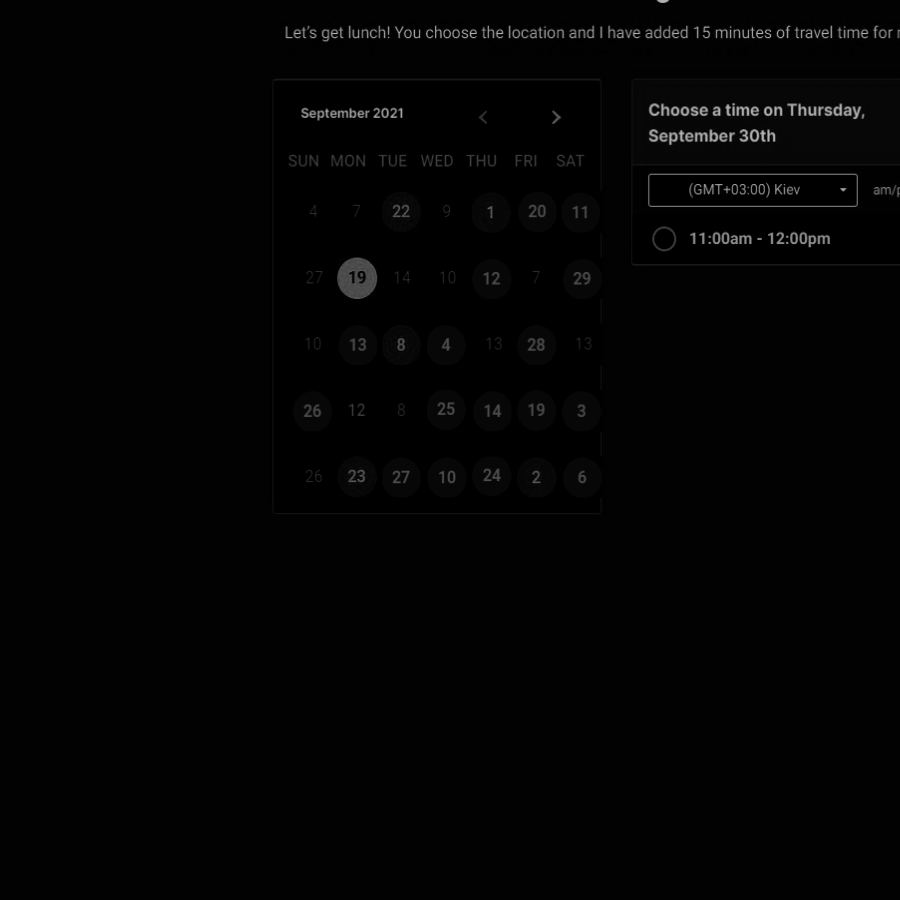 Let's get lunch! You choose the location and I have added 15 minutes of travel time for
September 2021
SUN MON TUE WED THU FRI SAT
4 7 22 9 1 20 11
27 19 14 10 12 7 29
10 13 8 4 13 28 13
26 12 8 25 14 19 3
26 23 27 10 24 2 6
Choose a time on Thursday,
September 30th
(GMT+03:00) Kiev am/p
11:00am - 12:00pm